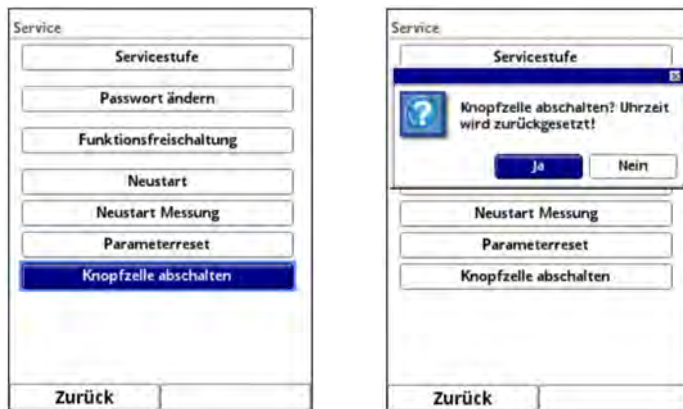 Service
Servicestufe
Passwort ändern
Funktionsfreischaltung
Neustart
Neustart Messung
Parameterreset
Knopfzelle abschalten
Zurück
Service
Servicestufe
Knopfzelle abschalten? Uhrzeit
wird zurückgesetzt!
Ja
Nein
Neustart Messung
Parameterreset
Knopfzelle abschalten
Zurück